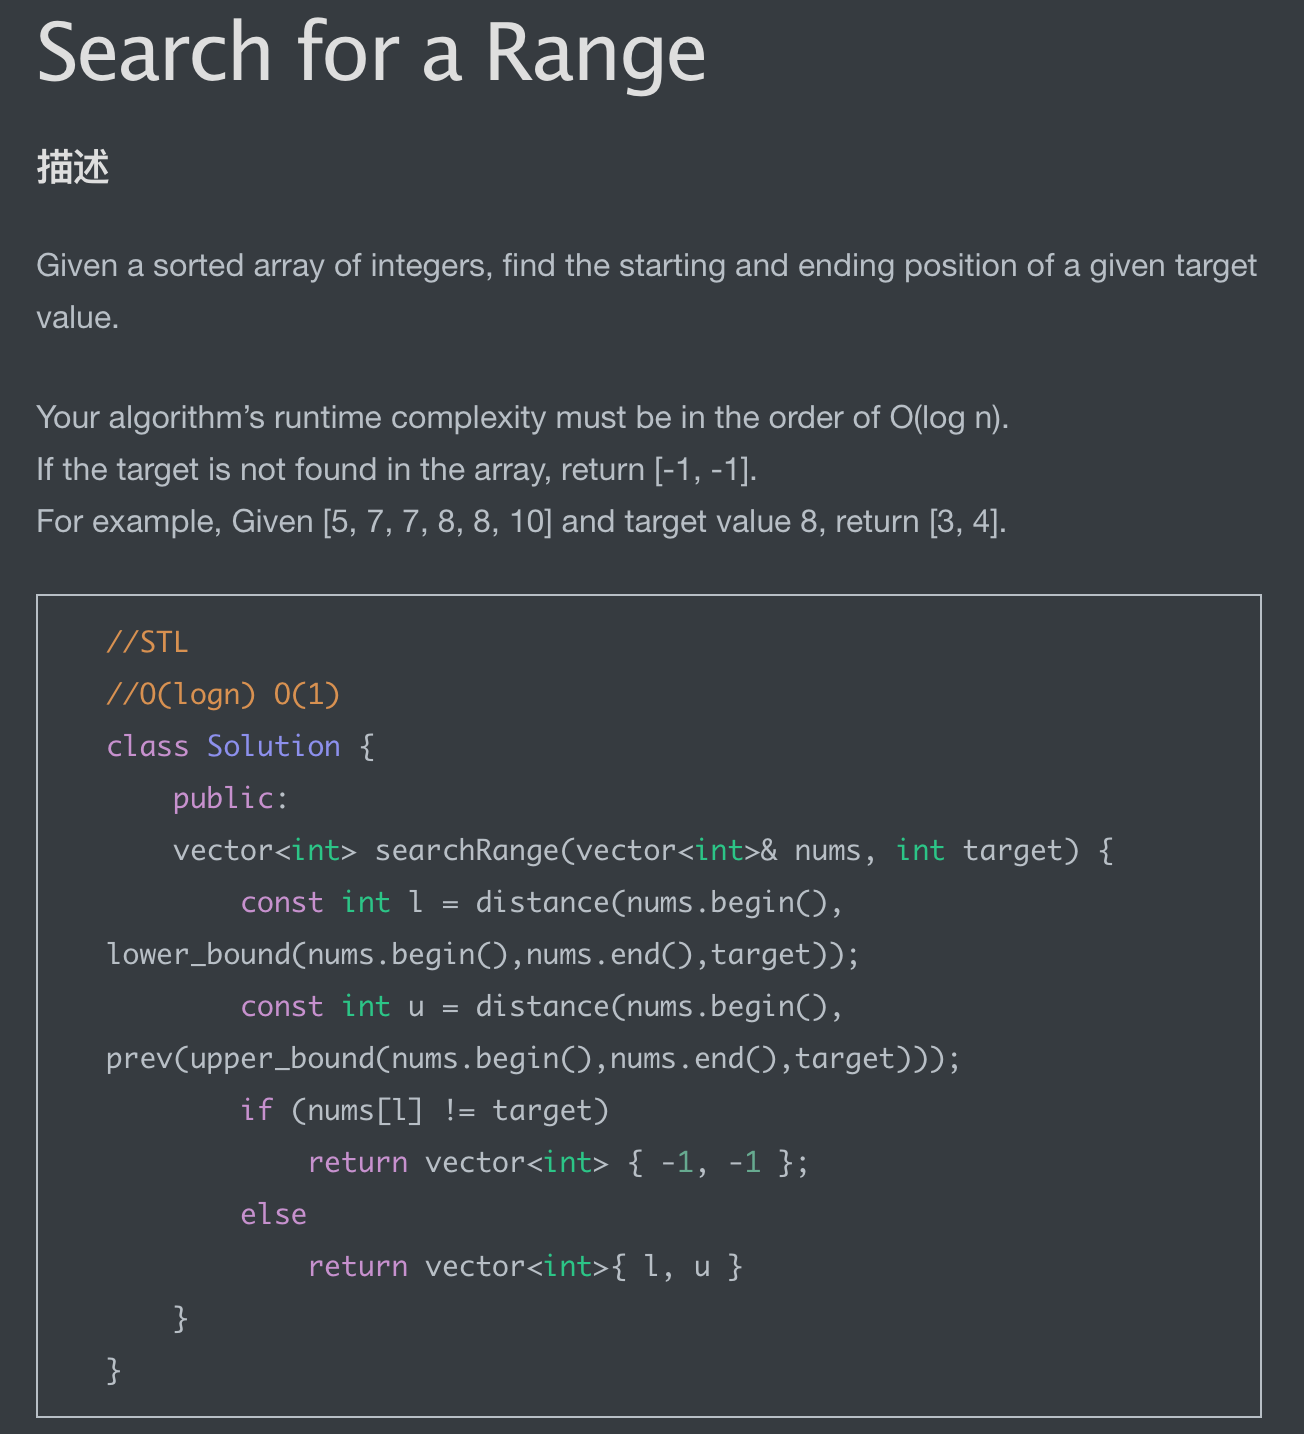 Search for a Range
描述
Given a sorted array of integers, find the starting and ending position of a given target
value.
Your algorithm’s runtime complexity must be in the order of O(log n).
If the target is not found in the array, return [-1, -1].
For example, Given [5, 7, 7, 8, 8, 10] and target value 8, return [3, 4].
//STL
//O(logn) O(1)
class Solution {
    public:
    vector<int> searchRange(vector<int>& nums, int target) {
        const int l = distance(nums.begin(),
lower_bound(nums.begin(),nums.end(),target));
        const int u = distance(nums.begin(),
prev(upper_bound(nums.begin(),nums.end(),target)));
        if (nums[l] != target)
            return vector<int> { -1, -1 };
        else
            return vector<int>{ l, u }
    }
}